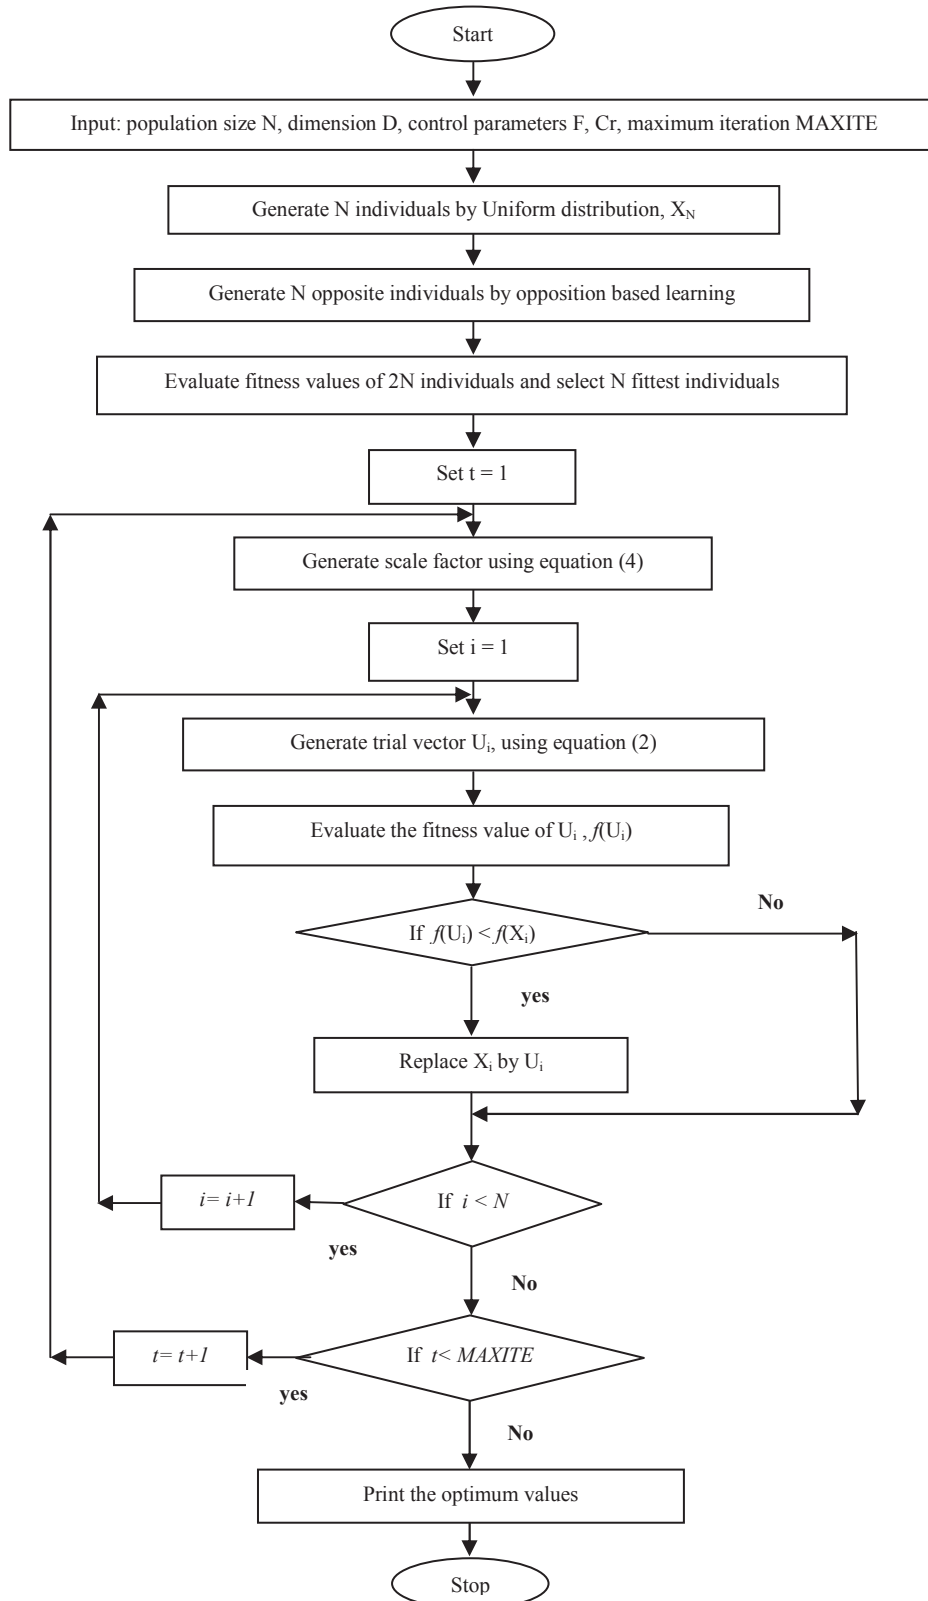 Start
Input: population size N, dimension D, control parameters F, Cr, maximum iteration MAXITE
Generate N individuals by Uniform distribution, X_N
Generate N opposite individuals by opposition based learning
Evaluate fitness values of 2N individuals and select N fittest individuals
Set t = 1
Generate scale factor using equation (4)
Set i = 1
Generate trial vector U_i, using equation (2)
Evaluate the fitness value of U_i , f(U_i)
If f(U_i) < f(X_i)
No
yes
Replace X_i by U_i
If i < N
yes
i= i+1
No
If t< MAXITE
yes
t= t+1
No
Print the optimum values
Stop